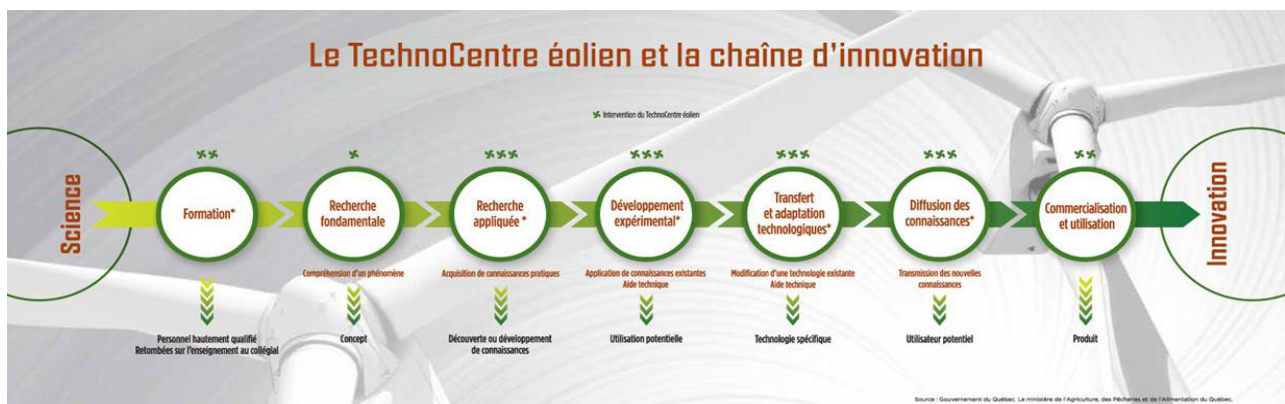 Le TechnoCentre éolien et la chaîne d'innovation
Intervention du TechnoCentre éolien
Science
Formation*
Personnel hautement qualifié
Retombées sur l'enseignement au collégial
Recherche
fondamentale
Compréhension d'un phénomène
Concept
Recherche
appliquée *
Acquisition de connaissances pratiques
Découverte ou développement
de connaissances
Développement
expérimental*
Application de connaissances existantes
Aide technique
Utilisation potentielle
Transfert
et adaptation
technologiques*
Modification d'une technologie existante
Aide technique
Technologie spécifique
Diffusion des
connaissances*
Transmission des nouvelles
connaissances
Utilisateur potentiel
Commercialisation
et utilisation
Produit
Innovation
Source : Gouvernement du Québec. Le ministère de l'Agriculture, des Pêcheries et de l'Alimentation du Québec.